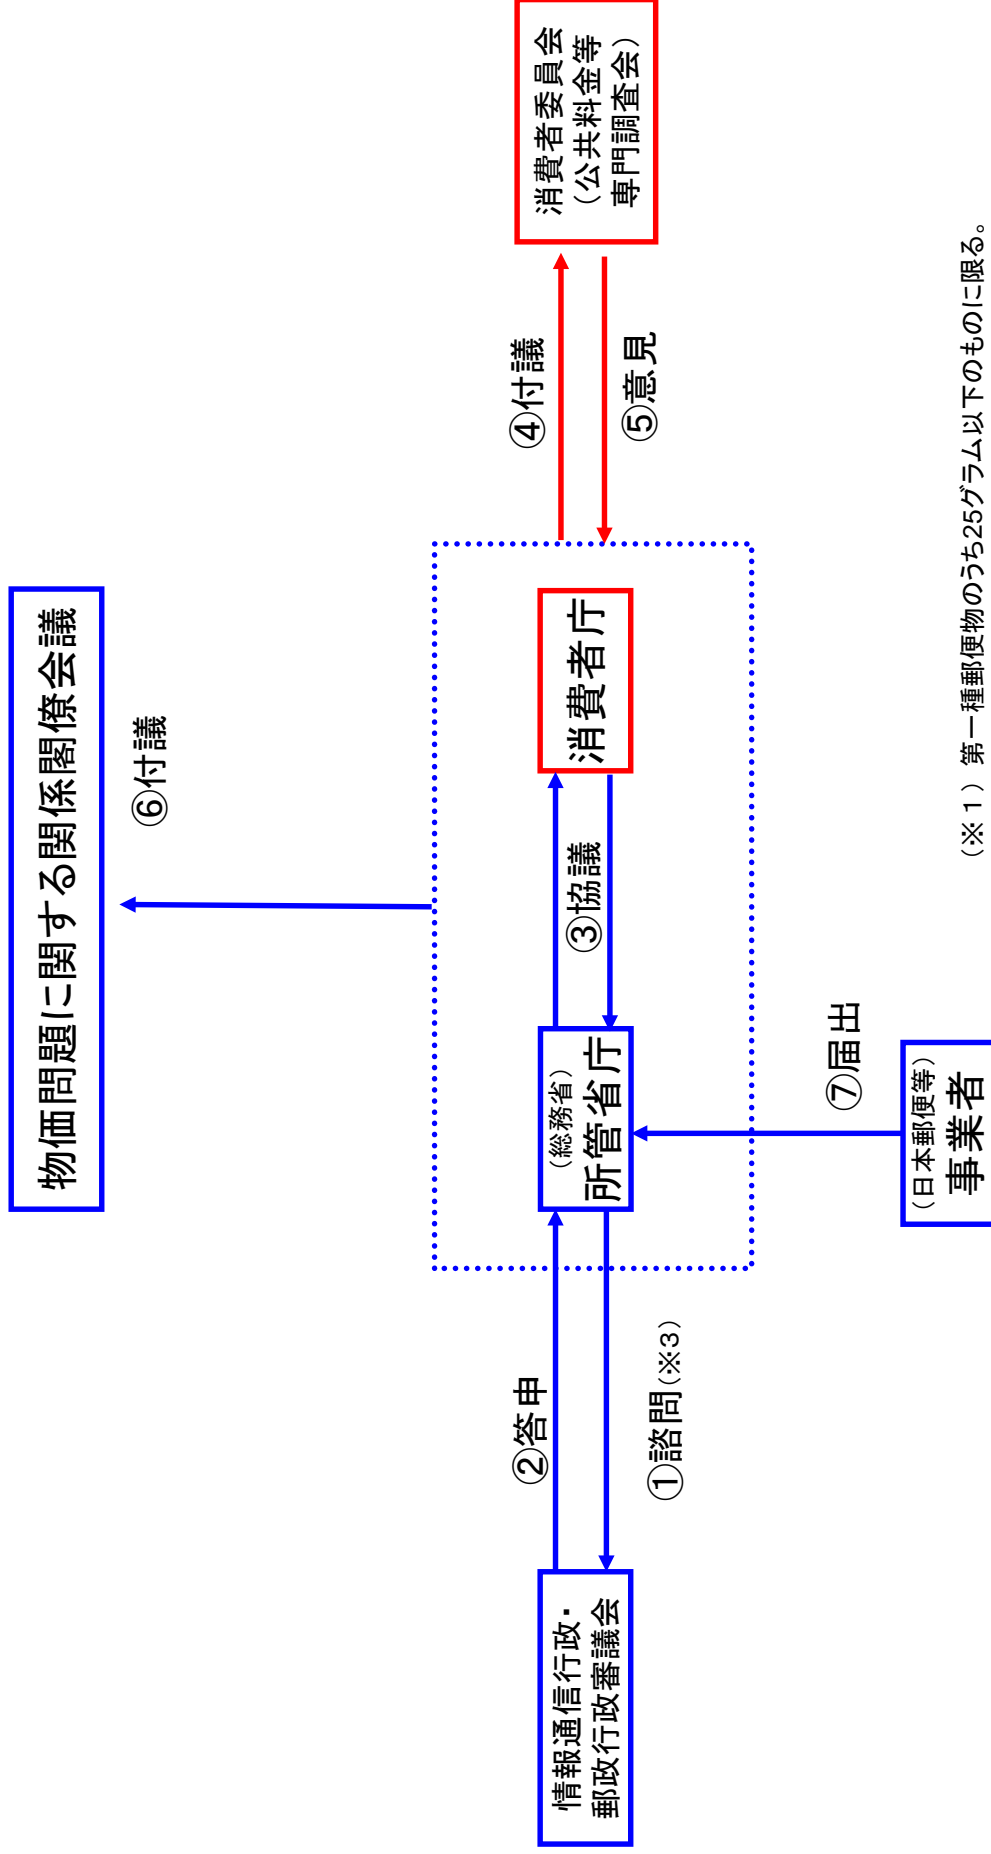 物価問題に関する関係閣僚会議
⑥付議
情報通信行政・
郵政行政審議会
②答申
①諮問(※3)
(総務省)
所管省庁
③協議
消費者庁
④付議
⑤意見
消費者委員会
(公共料金等
専門調査会)
⑦届出
(日本郵便等)
事業者
(※1) 第一種郵便物のうち25グラム以下のものに限る。